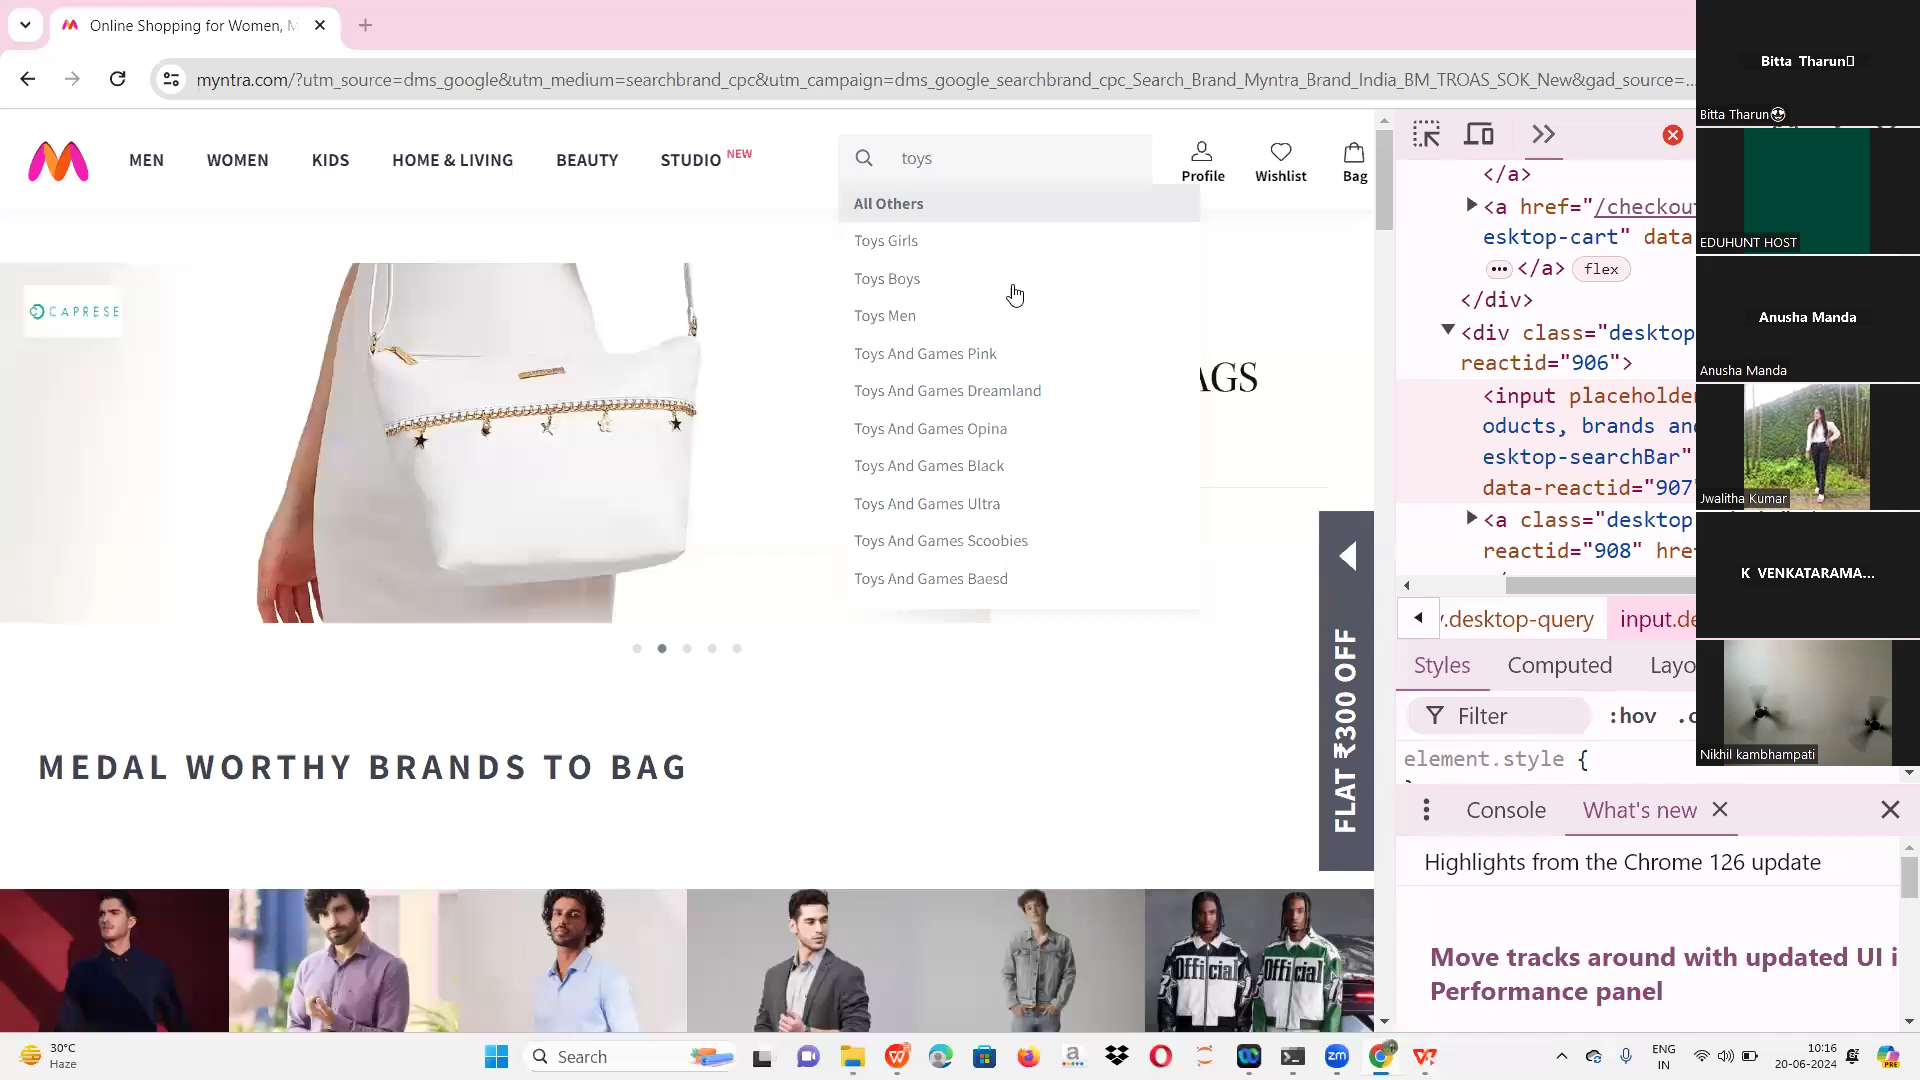 Online Shopping for Women, M
myntra.com/?utm_source=dms_google&utm_medium=searchbrand_cpc&utm_campaign=dms_google_searchbrand_cpc_Search_Brand_Myntra_Brand_India_BM_TROAS_SOK_New&gad_source=...
MEN
WOMEN
KIDS
HOME & LIVING
BEAUTY
STUDIO NEW
toys
Profile
Wishlist
Bag
All Others
Toys Girls
Toys Boys
Toys Men
Toys And Games Pink
Toys And Games Dreamland
Toys And Games Opina
Toys And Games Black
Toys And Games Ultra
Toys And Games Scoobies
Toys And Games Baesd
CAPRESE
AGS
FLAT ₹300 OFF
MEDAL WORTHY BRANDS TO BAG
Official
Official
</a>
<a href="/checkou
esktop-cart" data
</a> flex
</div>
<div class="desktop
reactid="906">
<input placeholde
oducts, brands an
esktop-searchBar"
data-reactid="907"
<a class="desktop
reactid="908" hre
.desktop-query
input.de
Styles
Computed
Layo
Filter
:hov
.c
element.style {
Console
What's new
Highlights from the Chrome 126 update
Move tracks around with updated UI i
Performance panel
Bitta Tharun
Bitta Tharun
EDUHUNT HOST
Anusha Manda
Anusha Manda
Jwalitha Kumar
K VENKATARAMA...
Nikhil kambhampati
30°C
Haze
Search
ENG
IN
10:16
20-06-2024